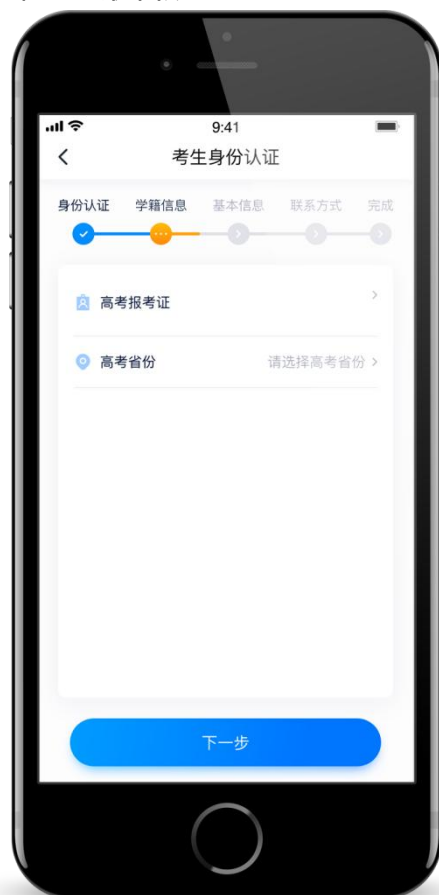 9:41
考生身份认证
身份认证 学籍信息 基本信息 联系方式 完成
高考报考证
高考省份 请选择高考省份
下一步